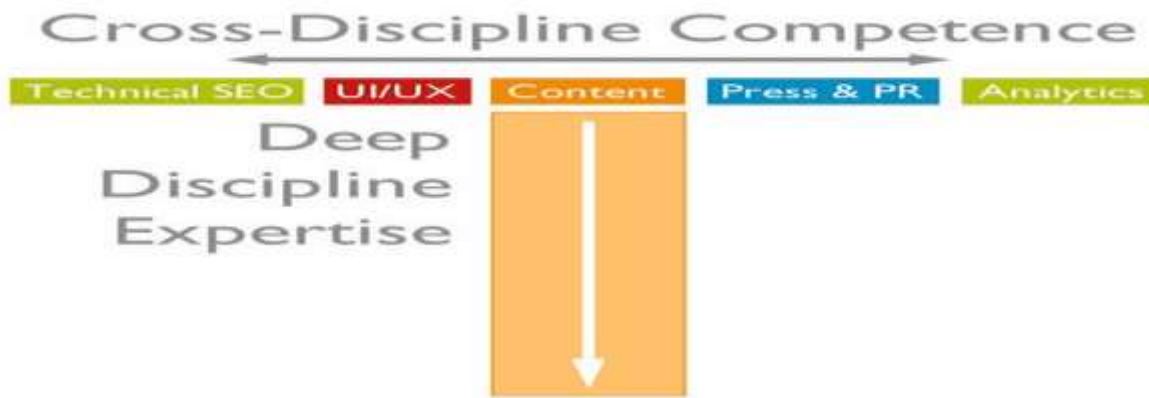 Cross-Discipline Competence
Technical SEO UI/UX Content Press & PR Analytics
Deep
Discipline
Expertise